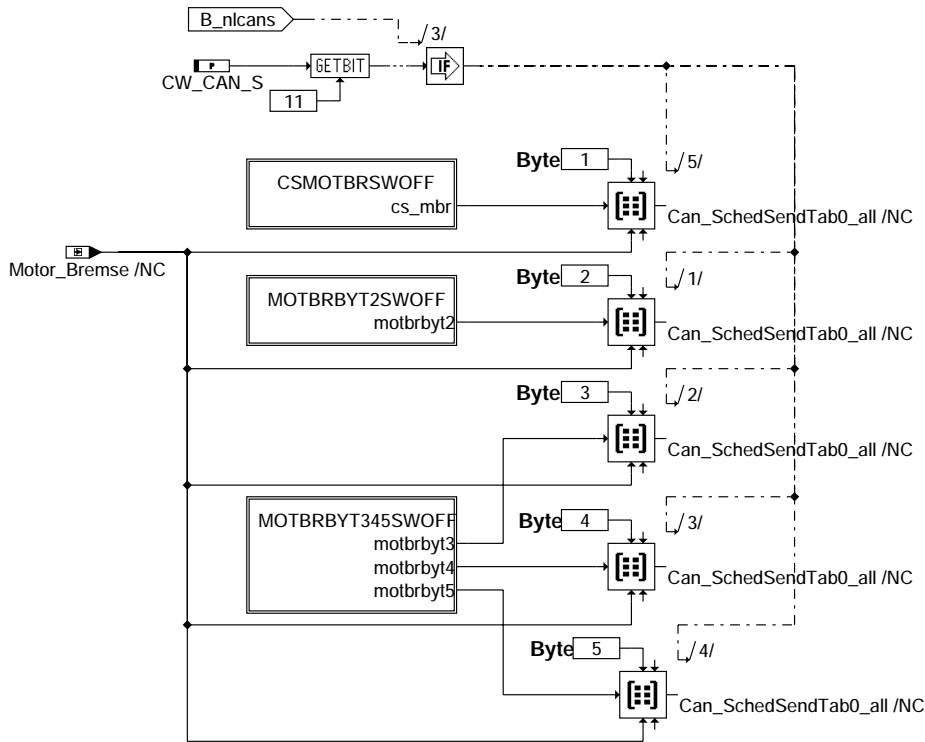 B_nlcans
/3/
P
GETBIT
IF
CW_CAN_S
11
/5/
Byte 1
CSMOTBRSWOFF
cs_mbr
Can_SchedSendTab0_all /NC
Motor_Bremse /NC
/1/
Byte 2
MOTBRBYT2SWOFF
motbrbyt2
Can_SchedSendTab0_all /NC
/2/
Byte 3
Can_SchedSendTab0_all /NC
/3/
Byte 4
MOTBRBYT345SWOFF
motbrbyt3
motbrbyt4
motbrbyt5
Can_SchedSendTab0_all /NC
/4/
Byte 5
Can_SchedSendTab0_all /NC